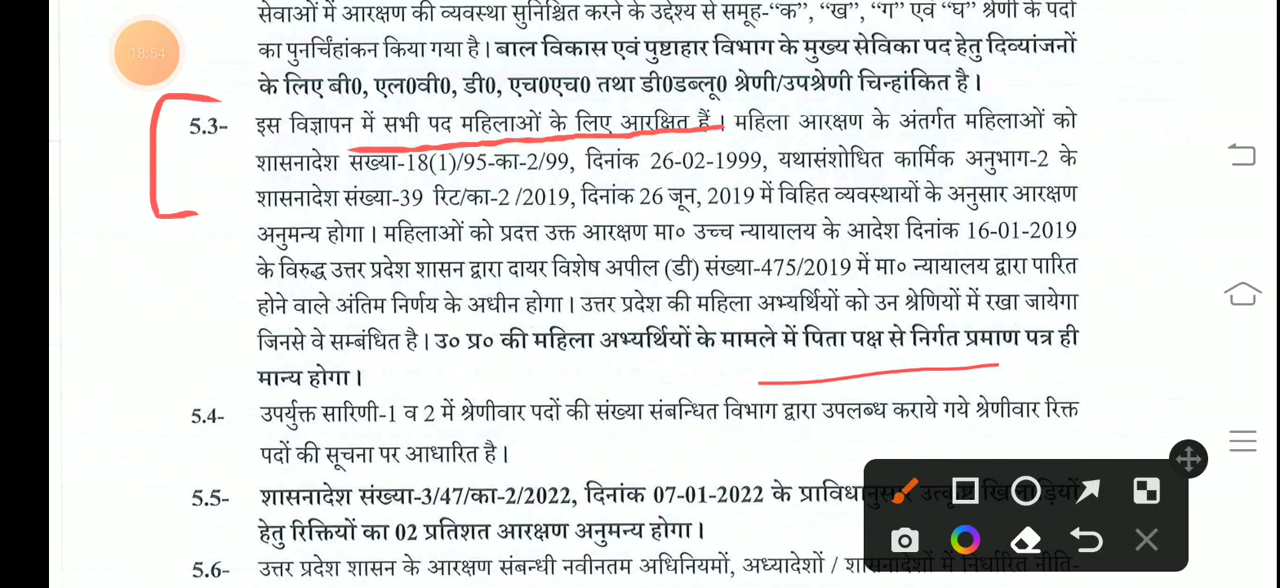 सेवाओं में आरक्षण की व्यवस्था सुनिश्चित करने के उद्देश्य से समूह-“क”, “ख”, “ग” एवं “घ” श्रेणी के पदों
का पुनर्चिंहांकन किया गया है। बाल विकास एवं पुष्टाहार विभाग के मुख्य सेविका पद हेतु दिव्यांजनों
के लिए बी0, एल0वी0, डी0, एच0एच0 तथा डी0डब्लू0 श्रेणी/उपश्रेणी चिन्हांकित है।
18:54
5.3- इस विज्ञापन में सभी पद महिलाओं के लिए आरक्षित हैं। महिला आरक्षण के अंतर्गत महिलाओं को
शासनादेश संख्या-18(1)/95-का-2/99, दिनांक 26-02-1999, यथासंशोधित कार्मिक अनुभाग-2 के
शासनादेश संख्या-39 रिट/का-2 /2019, दिनांक 26 जून, 2019 में विहित व्यवस्थायों के अनुसार आरक्षण
अनुमन्य होगा। महिलाओं को प्रदत्त उक्त आरक्षण मा० उच्च न्यायालय के आदेश दिनांक 16-01-2019
के विरुद्ध उत्तर प्रदेश शासन द्वारा दायर विशेष अपील (डी) संख्या-475/2019 में मा० न्यायालय द्वारा पारित
होने वाले अंतिम निर्णय के अधीन होगा। उत्तर प्रदेश की महिला अभ्यर्थियों को उन श्रेणियों में रखा जायेगा
जिनसे वे सम्बंधित है। उ० प्र० की महिला अभ्यर्थियों के मामले में पिता पक्ष से निर्गत प्रमाण पत्र ही
मान्य होगा।
5.4- उपर्युक्त सारिणी-1 व 2 में श्रेणीवार पदों की संख्या संबन्धित विभाग द्वारा उपलब्ध कराये गये श्रेणीवार रिक्त
पदों की सूचना पर आधारित है।
5.5- शासनादेश संख्या-3/47/का-2/2022, दिनांक 07-01-2022 के प्राविधानुसार उत्कृष्ट खिलाड़ियों
हेतु रिक्तियों का 02 प्रतिशत आरक्षण अनुमन्य होगा।
5.6- उत्तर प्रदेश शासन के आरक्षण संबन्धी नवीनतम अधिनियमों, अध्यादेशों / शासनादेशों में निर्धारित नीति-